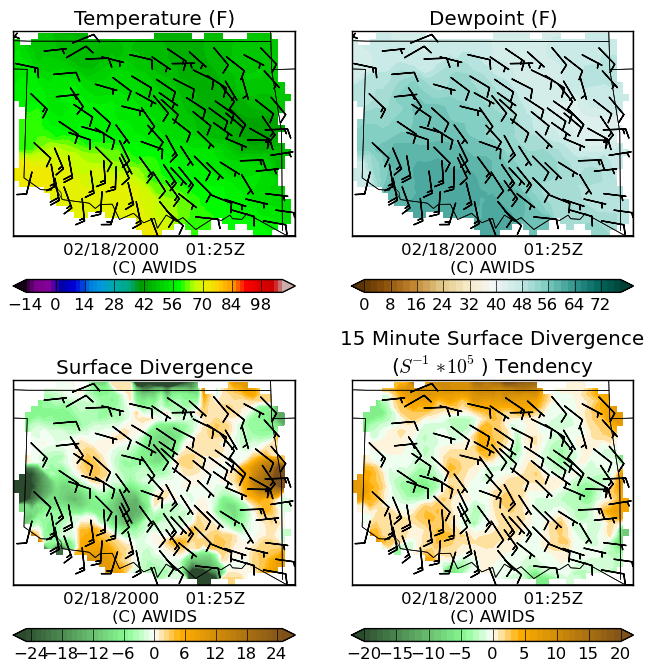 Temperature (F)
Dewpoint (F)
02/18/2000 01:25Z
(C) AWIDS
02/18/2000 01:25Z
(C) AWIDS
−14 0 14 28 42 56 70 84 98
0 8 16 24 32 40 48 56 64 72
Surface Divergence
15 Minute Surface Divergence
(S⁻¹ ∗10⁵ ) Tendency
02/18/2000 01:25Z
(C) AWIDS
02/18/2000 01:25Z
(C) AWIDS
−24 −18 −12 −6 0 6 12 18 24
−20 −15 −10 −5 0 5 10 15 20